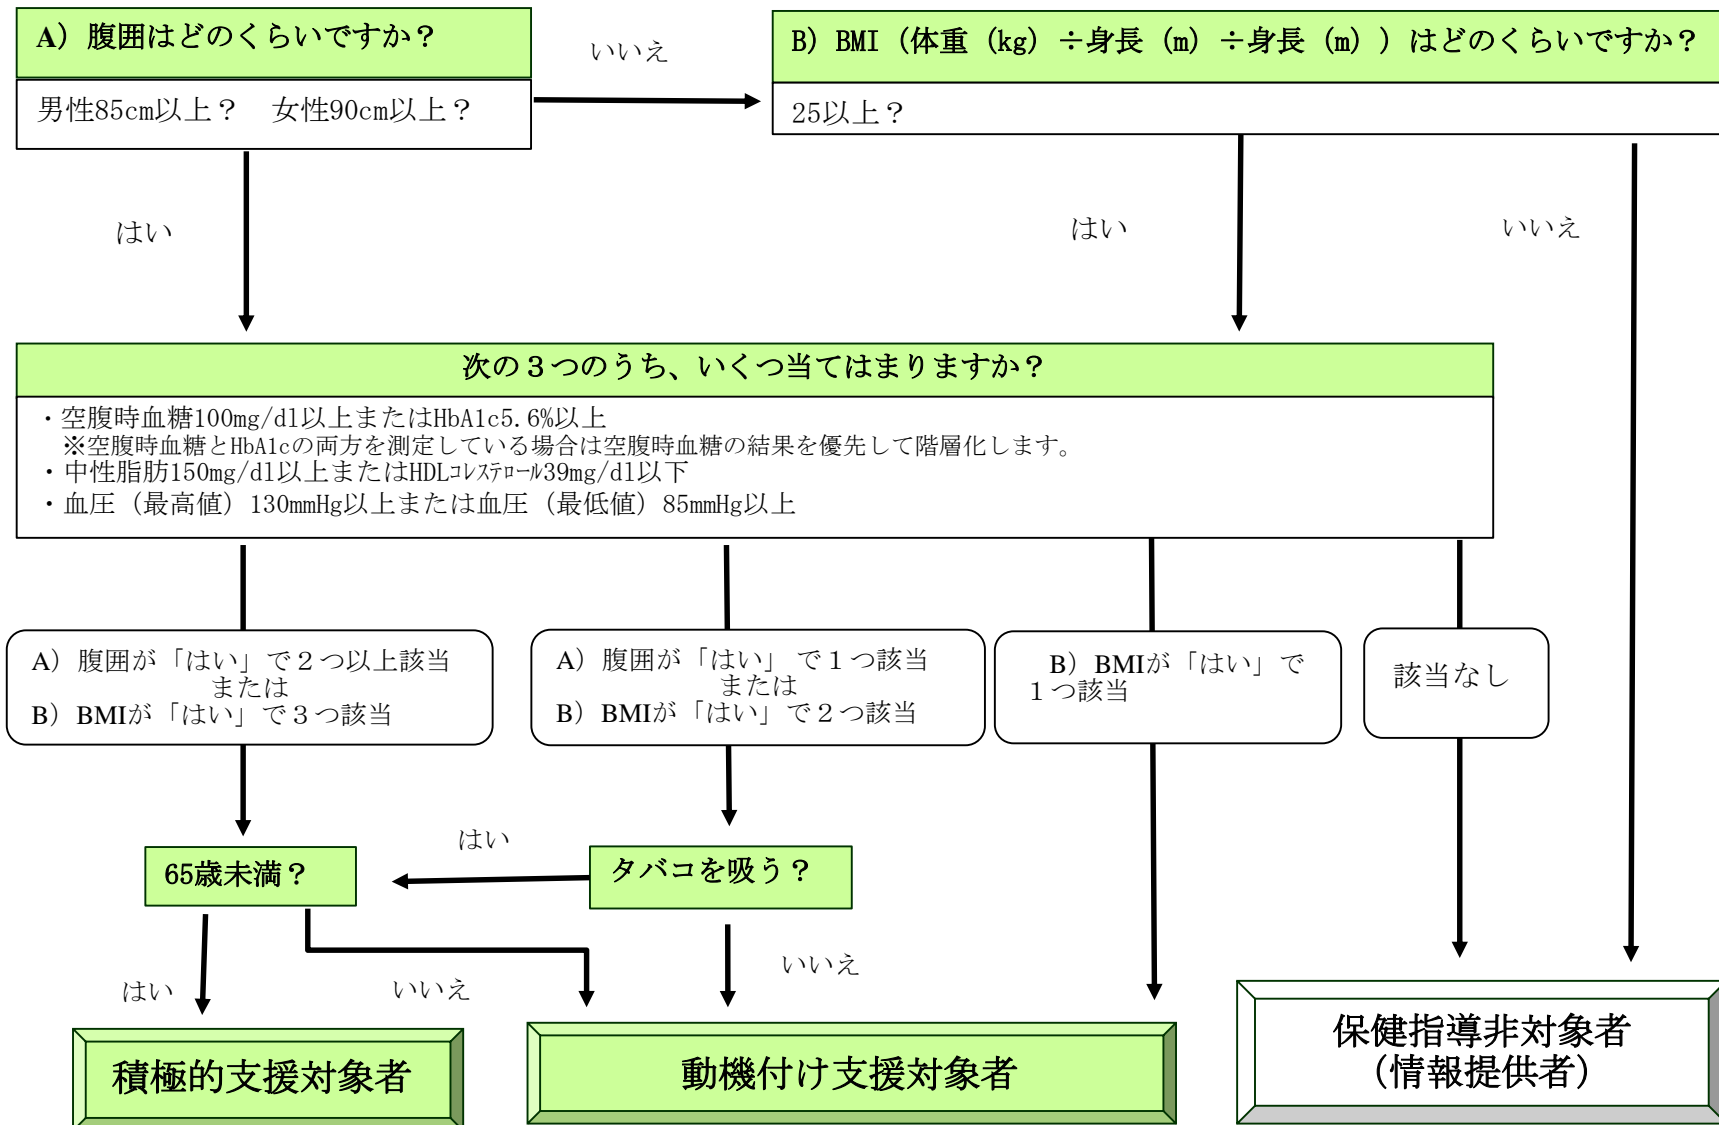 A）腹囲はどのくらいですか？
いいえ
B）BMI（体重（kg）÷身長（m）÷身長（m））はどのくらいですか？
男性85cm以上？　女性90cm以上？
25以上？
はい
はい
いいえ
次の３つのうち、いくつ当てはまりますか？
・空腹時血糖100mg/dl以上またはHbA1c5.6%以上
※空腹時血糖とHbA1cの両方を測定している場合は空腹時血糖の結果を優先して階層化します。
・中性脂肪150mg/dl以上またはHDLｺﾚｽﾃﾛｰﾙ39mg/dl以下
・血圧（最高値）130mmHg以上または血圧（最低値）85mmHg以上
A）腹囲が「はい」で２つ以上該当
または
B）BMIが「はい」で３つ該当
A）腹囲が「はい」で１つ該当
または
B）BMIが「はい」で２つ該当
B）BMIが「はい」で
１つ該当
該当なし
はい
65歳未満？
タバコを吸う？
はい
いいえ
いいえ
積極的支援対象者
動機付け支援対象者
保健指導非対象者
（情報提供者）